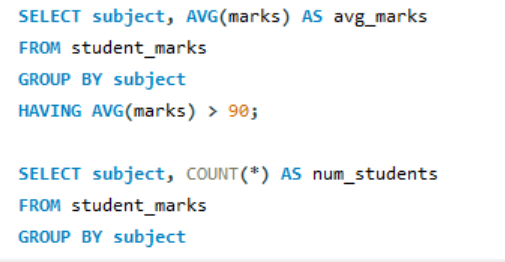 SELECT subject, AVG(marks) AS avg_marks
FROM student_marks
GROUP BY subject
HAVING AVG(marks) > 90;
SELECT subject, COUNT(*) AS num_students
FROM student_marks
GROUP BY subject